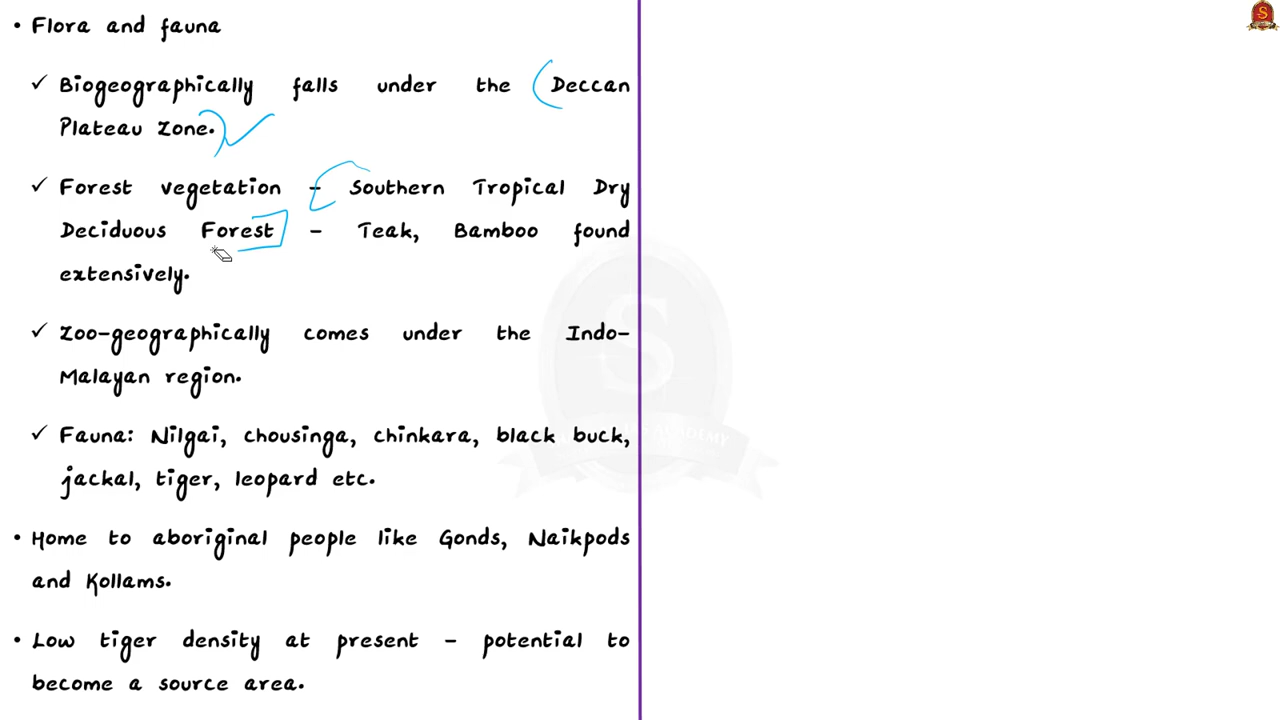 • Flora and fauna
✓ Biogeographically falls under the Deccan
Plateau Zone.
✓ Forest vegetation – Southern Tropical Dry
Deciduous Forest – Teak, Bamboo found
extensively.
✓ Zoo-geographically comes under the Indo-
Malayan region.
✓ Fauna: Nilgai, chousinga, chinkara, black buck,
jackal, tiger, leopard etc.
• Home to aboriginal people like Gonds, Naikpods
and Kollams.
• Low tiger density at present – potential to
become a source area.